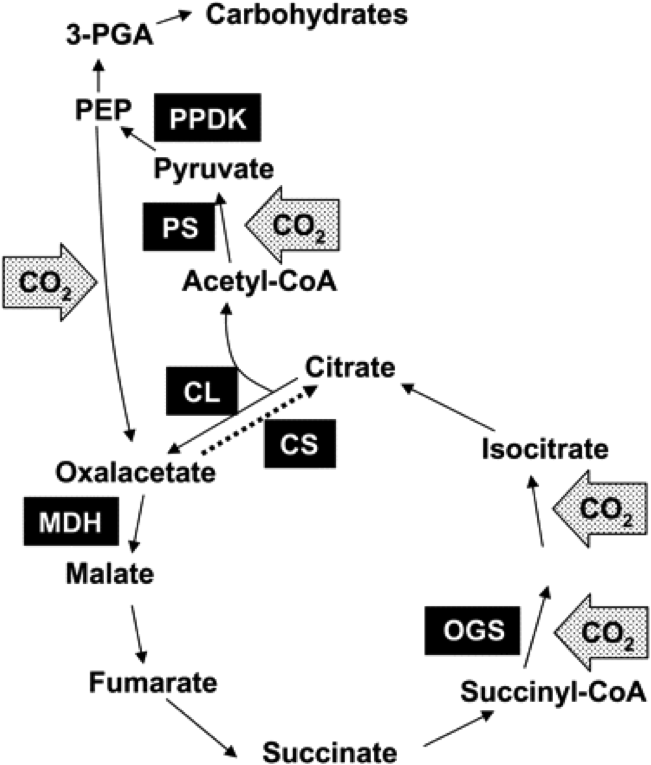 Carbohydrates
3-PGA
PEP
PPDK
Pyruvate
PS
CO2
CO2
Acetyl-CoA
Citrate
CL
CS
Isocitrate
Oxalacetate
MDH
CO2
Malate
OGS
CO2
Fumarate
Succinyl-CoA
Succinate